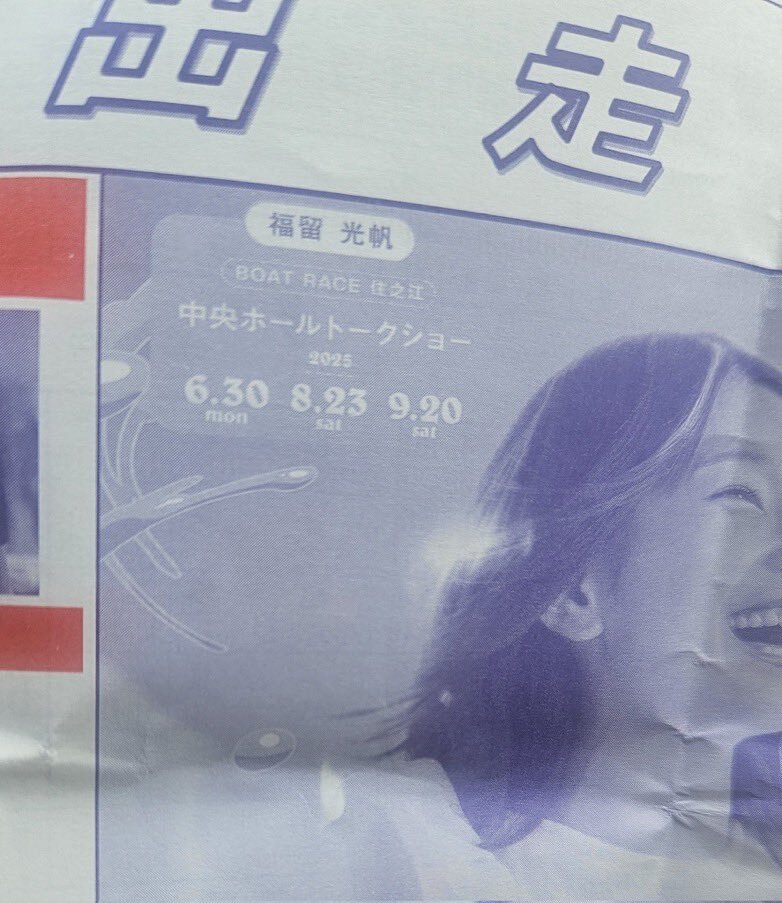 出走
福留 光帆
BOAT RACE 住之江
中央ホールトークショー
2025
6.30 8.23 9.20
mon sat sat